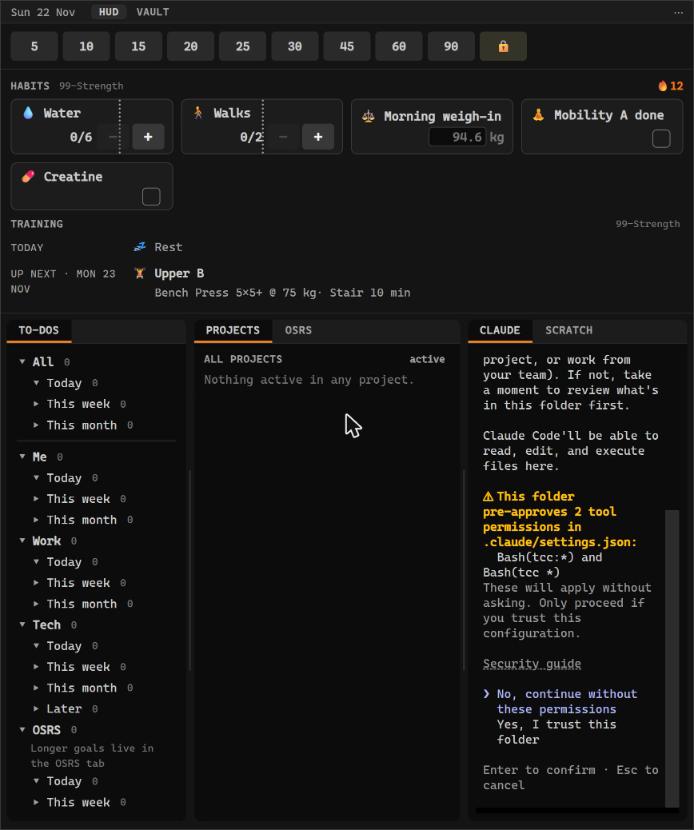 Sun 22 Nov HUD VAULT ...
5 10 15 20 25 30 45 60 90
HABITS 99-Strength 12
Water
0/6 − +
Walks
0/2 − +
Morning weigh-in
94.6 kg
Mobility A done
Creatine
TRAINING 99-Strength
TODAY Rest
UP NEXT · MON 23 NOV Upper B
Bench Press 5×5+ @ 75 kg· Stair 10 min
TO-DOS
All 0
Today 0
This week 0
This month 0
Me 0
Today 0
This week 0
This month 0
Work 0
Today 0
This week 0
This month 0
Tech 0
Today 0
This week 0
This month 0
Later 0
OSRS 0
Longer goals live in
the OSRS tab
Today 0
This week 0
PROJECTS OSRS
ALL PROJECTS active
Nothing active in any project.
CLAUDE SCRATCH
project, or work from
your team). If not, take
a moment to review what's
in this folder first.
Claude Code'll be able to
read, edit, and execute
files here.
⚠ This folder
pre-approves 2 tool
permissions in
.claude/settings.json:
Bash(tcc:*) and
Bash(tcc *)
These will apply without
asking. Only proceed if
you trust this
configuration.
Security guide
❯ No, continue without
these permissions
Yes, I trust this
folder
Enter to confirm · Esc to
cancel